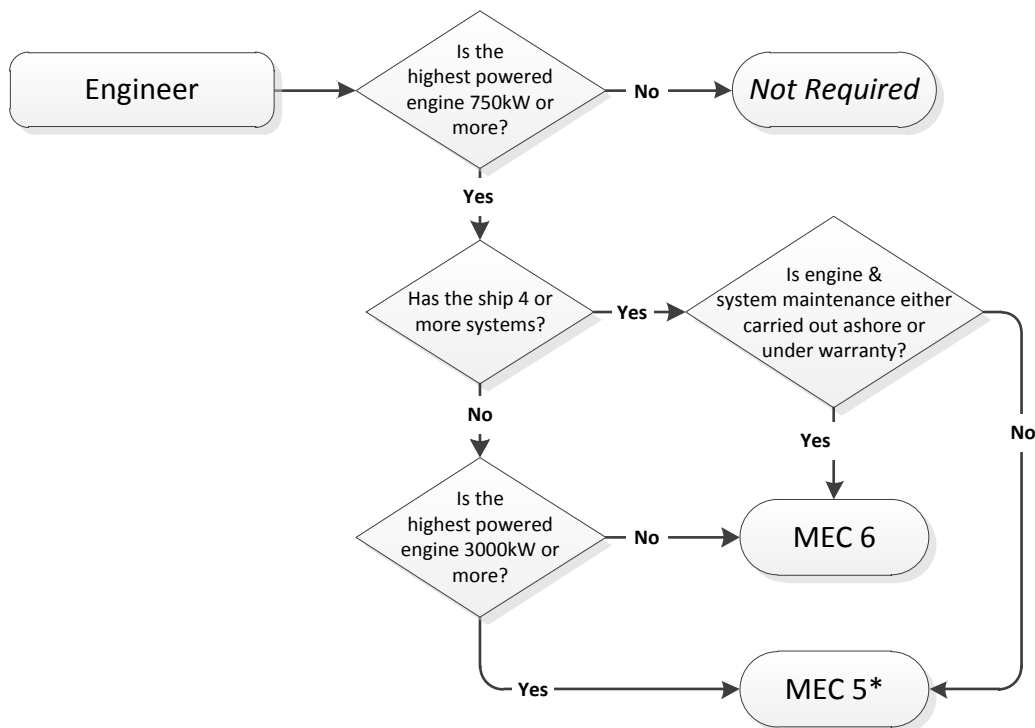 Engineer
Is the
highest powered
engine 750kW or
more?
No
Not Required
Yes
Has the ship 4 or
more systems?
Yes
Is engine &
system maintenance either
carried out ashore or
under warranty?
No
Yes
No
Is the
highest powered
engine 3000kW or
more?
No
MEC 6
Yes
MEC 5*